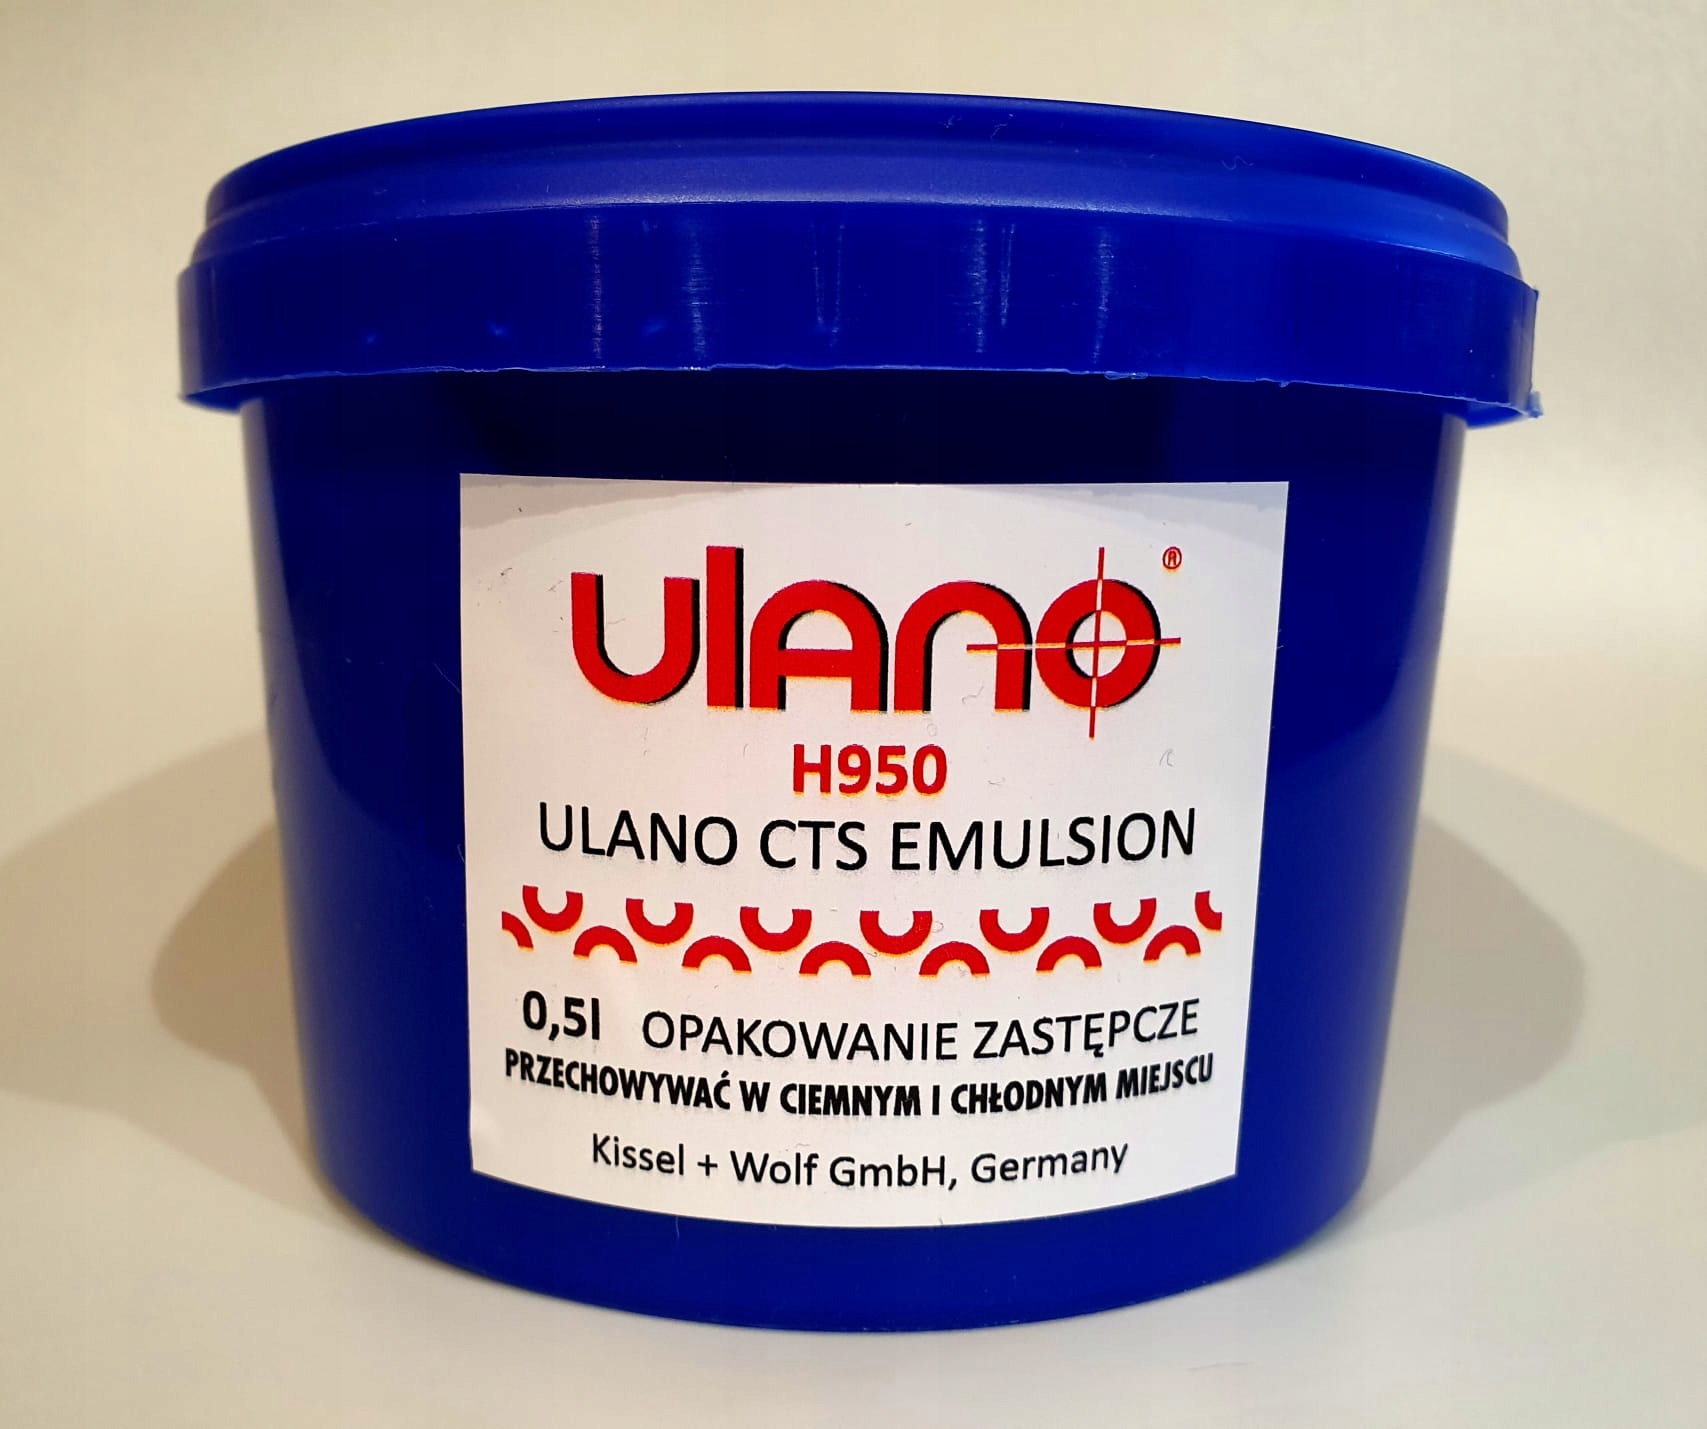 ulano ®
H950
ULANO CTS EMULSION
0,5l OPAKOWANIE ZASTĘPCZE
PRZECHOWYWAĆ W CIEMNYM I CHŁODNYM MIEJSCU
Kissel + Wolf GmbH, Germany